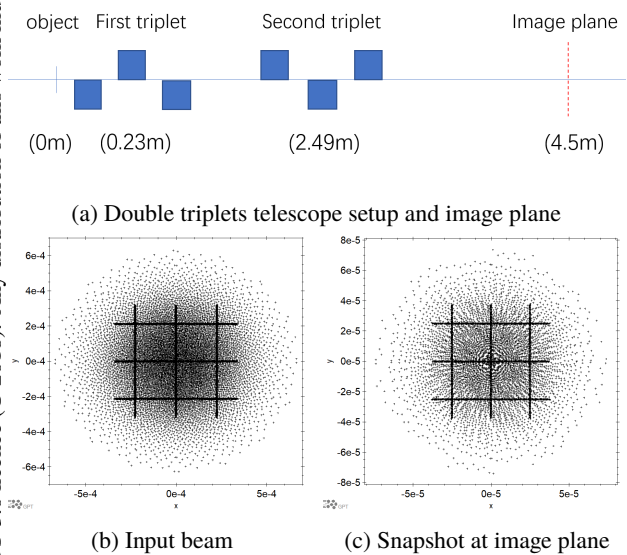 object First triplet Second triplet Image plane
(0m) (0.23m) (2.49m) (4.5m)
(a) Double triplets telescope setup and image plane
6e-4
4e-4
2e-4
0e-4
-2e-4
-4e-4
-6e-4
y
-5e-4 0e-4 5e-4
x
GPT
8e-5
5e-5
2e-5
0e-5
-2e-5
-4e-5
-6e-5
-8e-5
y
-5e-5 0e-5 5e-5
x
GPT
(b) Input beam (c) Snapshot at image plane